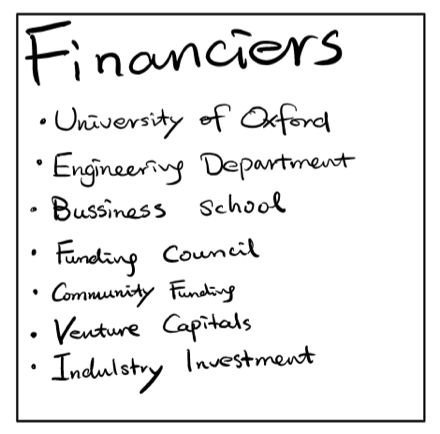 Financiers
• University of Oxford
• Engineering Department
• Bussiness School
• Funding Council
• Community Funding
• Venture Capitals
• Indulstry Investment